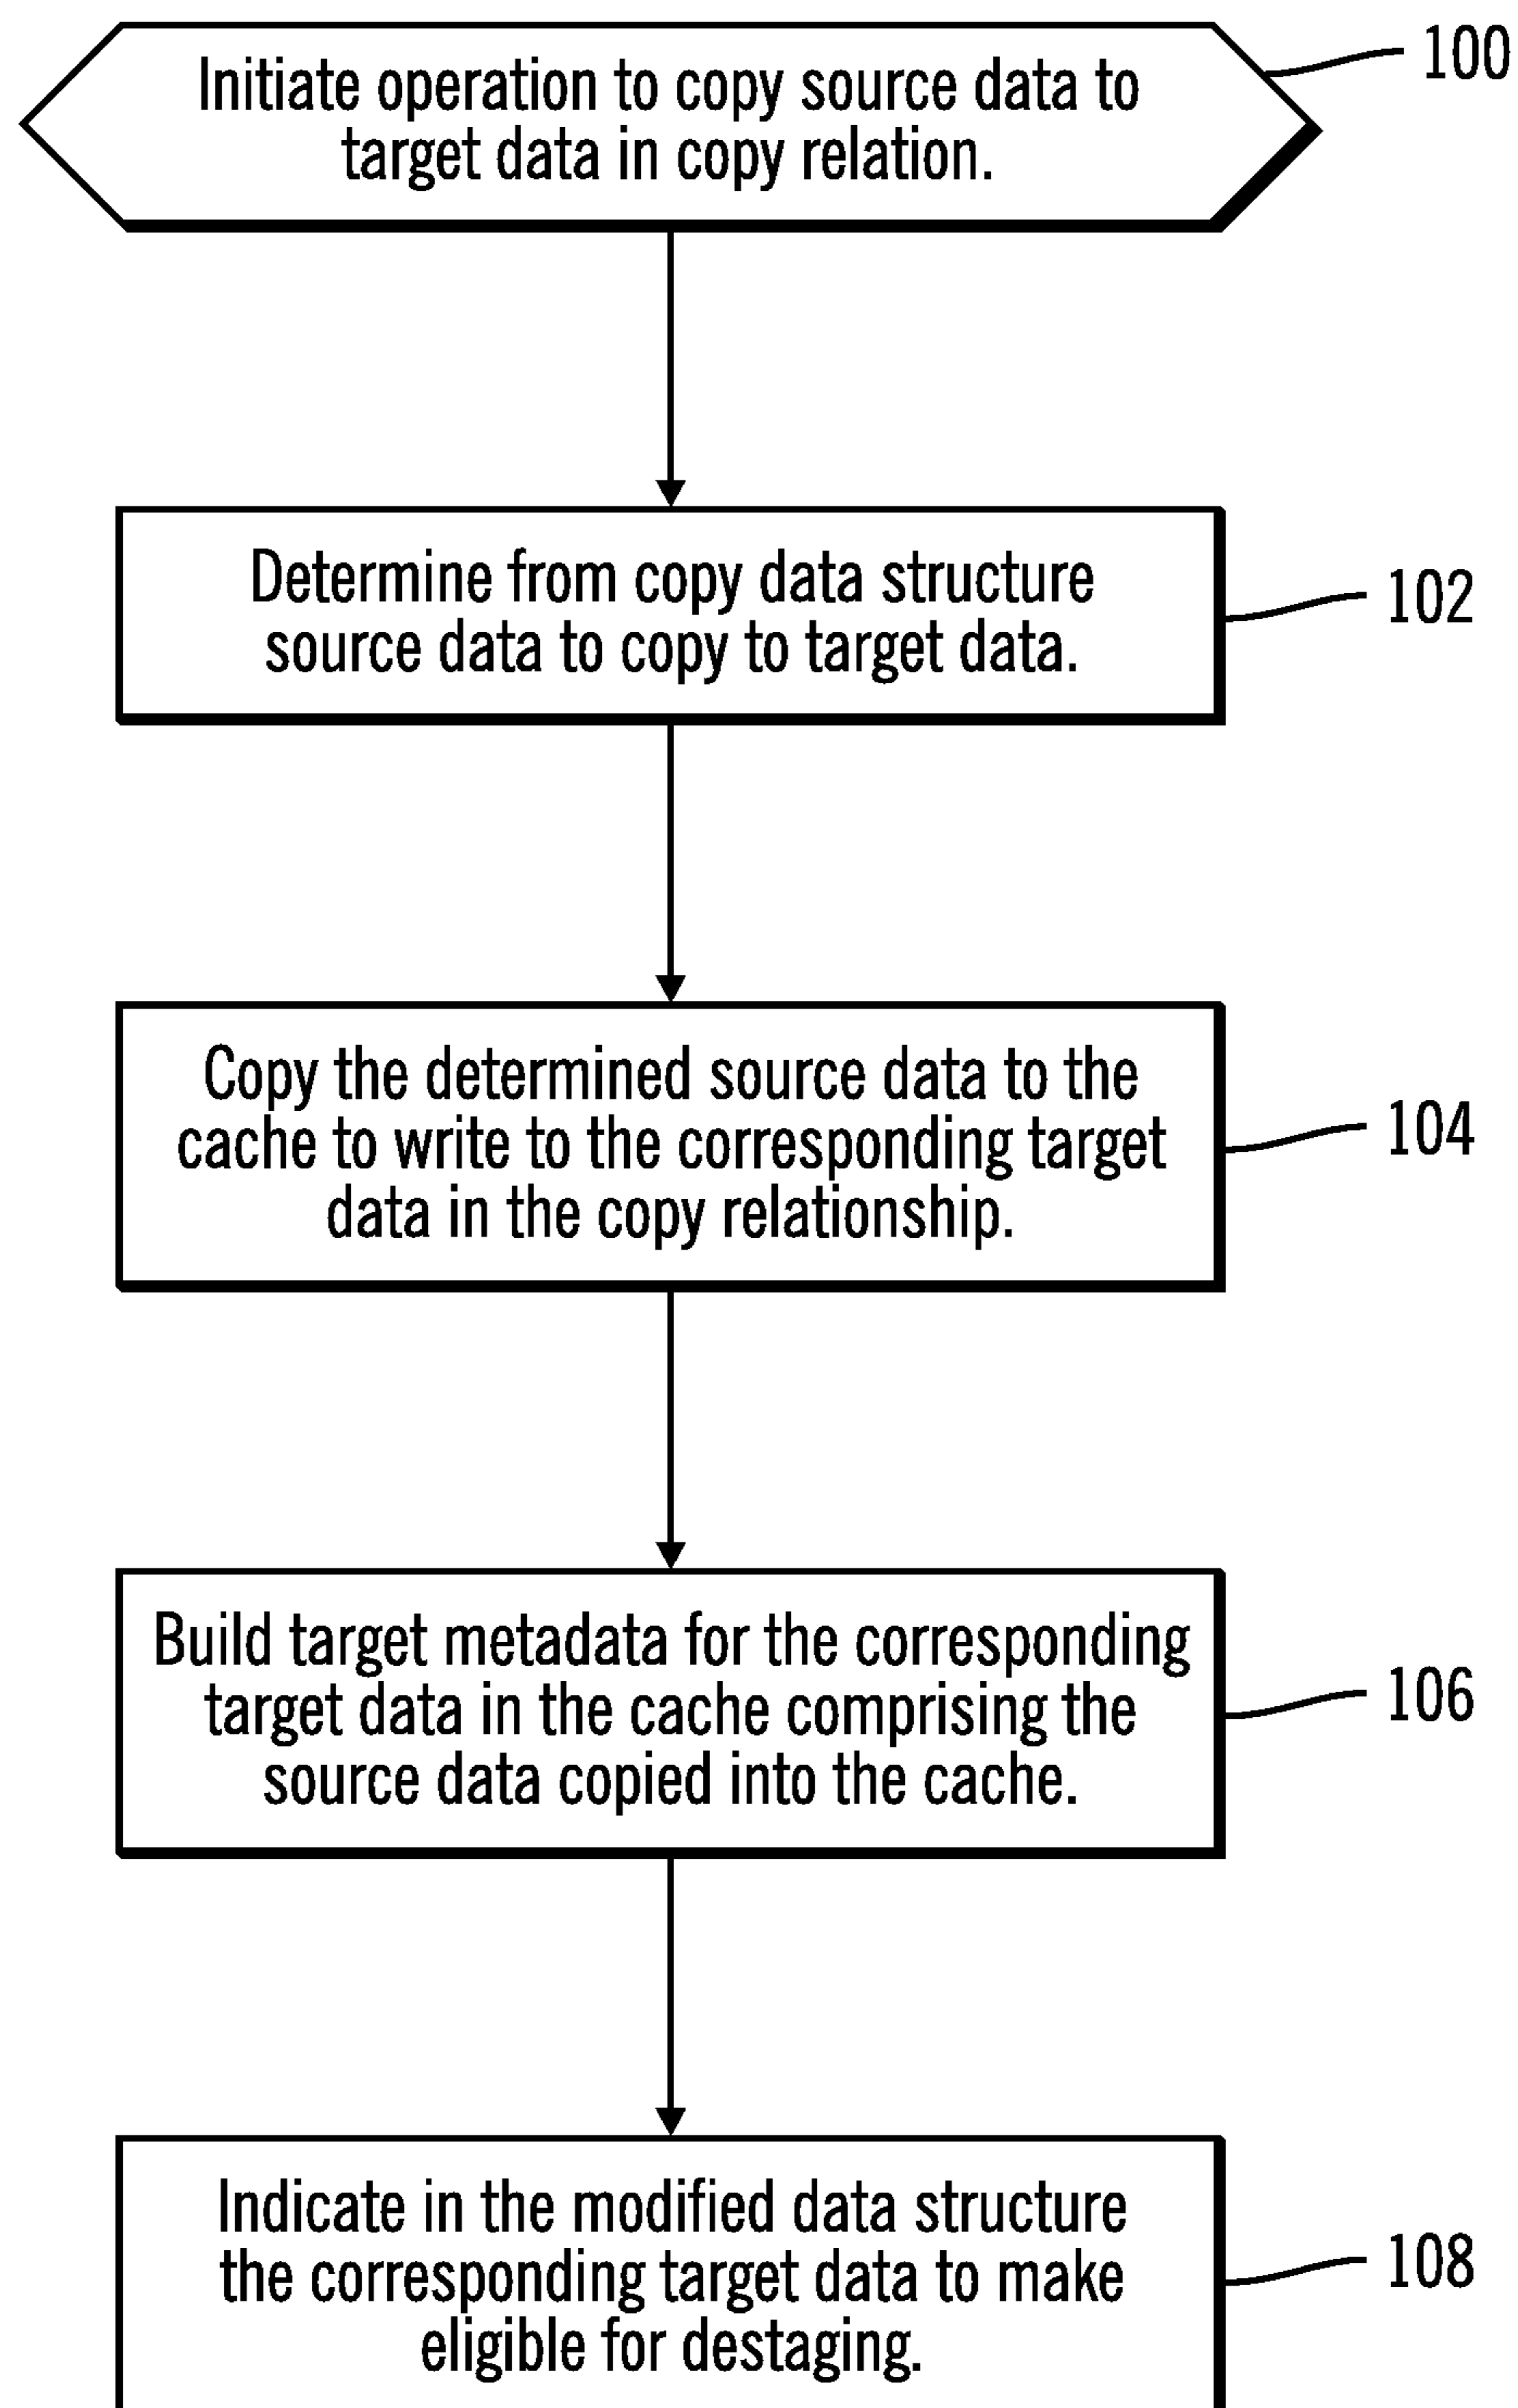 Initiate operation to copy source data to
target data in copy relation.
100
Determine from copy data structure
source data to copy to target data.
102
Copy the determined source data to the
cache to write to the corresponding target
data in the copy relationship.
104
Build target metadata for the corresponding
target data in the cache comprising the
source data copied into the cache.
106
Indicate in the modified data structure
the corresponding target data to make
eligible for destaging.
108